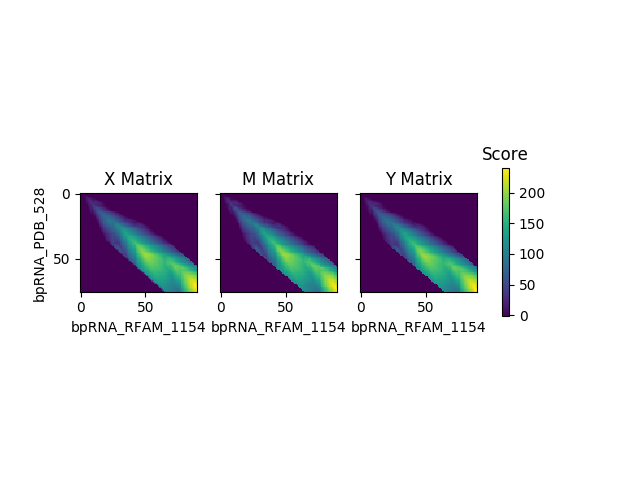 Score
X Matrix
M Matrix
Y Matrix
bpRNA_PDB_528
0
50
0
50
0
50
0
50
bpRNA_RFAM_1154
bpRNA_RFAM_1154
bpRNA_RFAM_1154
200
150
100
50
0